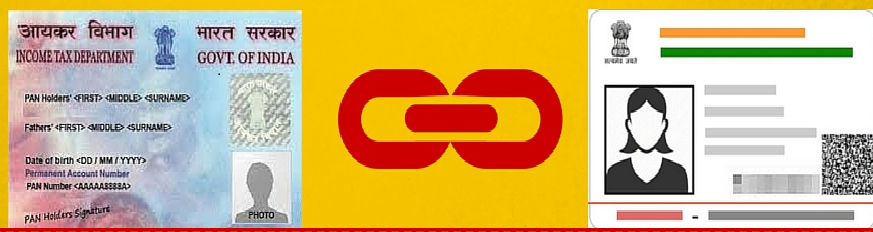 आयकर विभाग भारत सरकार
INCOME TAX DEPARTMENT GOVT. OF INDIA
PAN Holders' <FIRST> <MIDDLE> <SURNAME>
Fathers' <FIRST> <MIDDLE> <SURNAME>
Date of birth <DD / MM / YYYY>
Permanent Account Number
PAN Number <AAAAA8888A>
PAN Holders Signature
PHOTO
सत्यमेव जयते